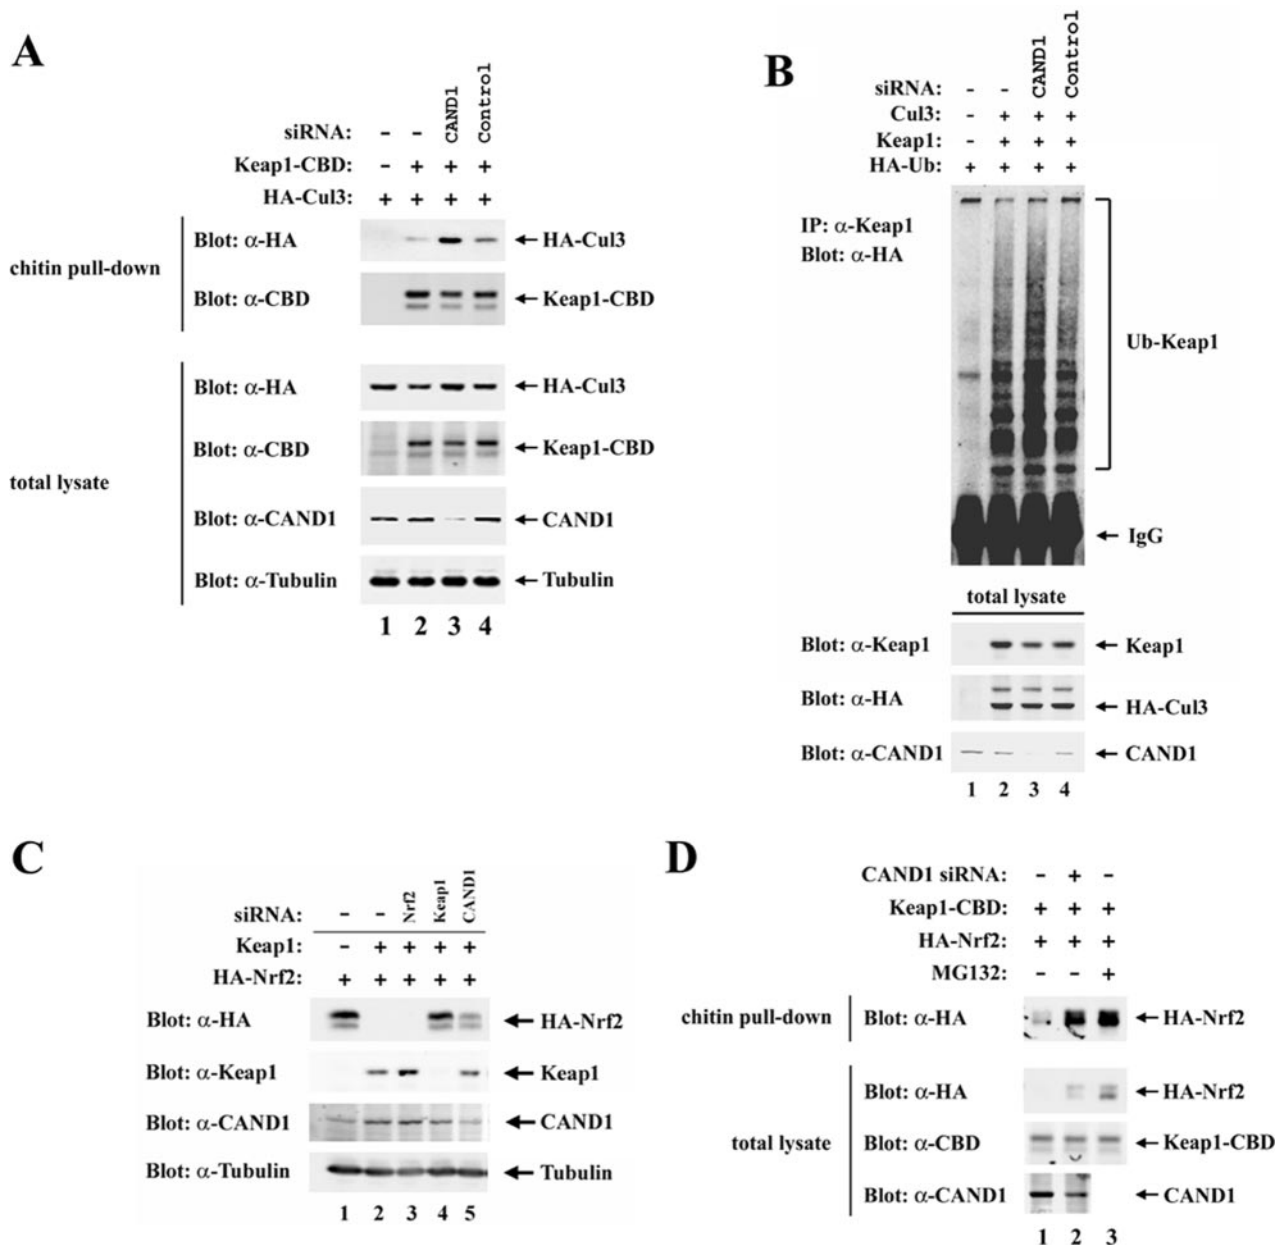 A
siRNA: - - CAND1 Control
Keap1-CBD: - + + +
HA-Cul3: + + + +
chitin pull-down
Blot: α-HA ← HA-Cul3
Blot: α-CBD ← Keap1-CBD
total lysate
Blot: α-HA ← HA-Cul3
Blot: α-CBD ← Keap1-CBD
Blot: α-CAND1 ← CAND1
Blot: α-Tubulin ← Tubulin
1 2 3 4
B
siRNA: - - CAND1 Control
Cul3: - + + +
Keap1: - + + +
HA-Ub: + + + +
IP: α-Keap1
Blot: α-HA
Ub-Keap1
← IgG
total lysate
Blot: α-Keap1 ← Keap1
Blot: α-HA ← HA-Cul3
Blot: α-CAND1 ← CAND1
1 2 3 4
C
siRNA: - - Nrf2 Keap1 CAND1
Keap1: - + + + +
HA-Nrf2: + + + + +
Blot: α-HA ← HA-Nrf2
Blot: α-Keap1 ← Keap1
Blot: α-CAND1 ← CAND1
Blot: α-Tubulin ← Tubulin
1 2 3 4 5
D
CAND1 siRNA: - + -
Keap1-CBD: + + +
HA-Nrf2: + + +
MG132: - - +
chitin pull-down
Blot: α-HA ← HA-Nrf2
total lysate
Blot: α-HA ← HA-Nrf2
Blot: α-CBD ← Keap1-CBD
Blot: α-CAND1 ← CAND1
1 2 3